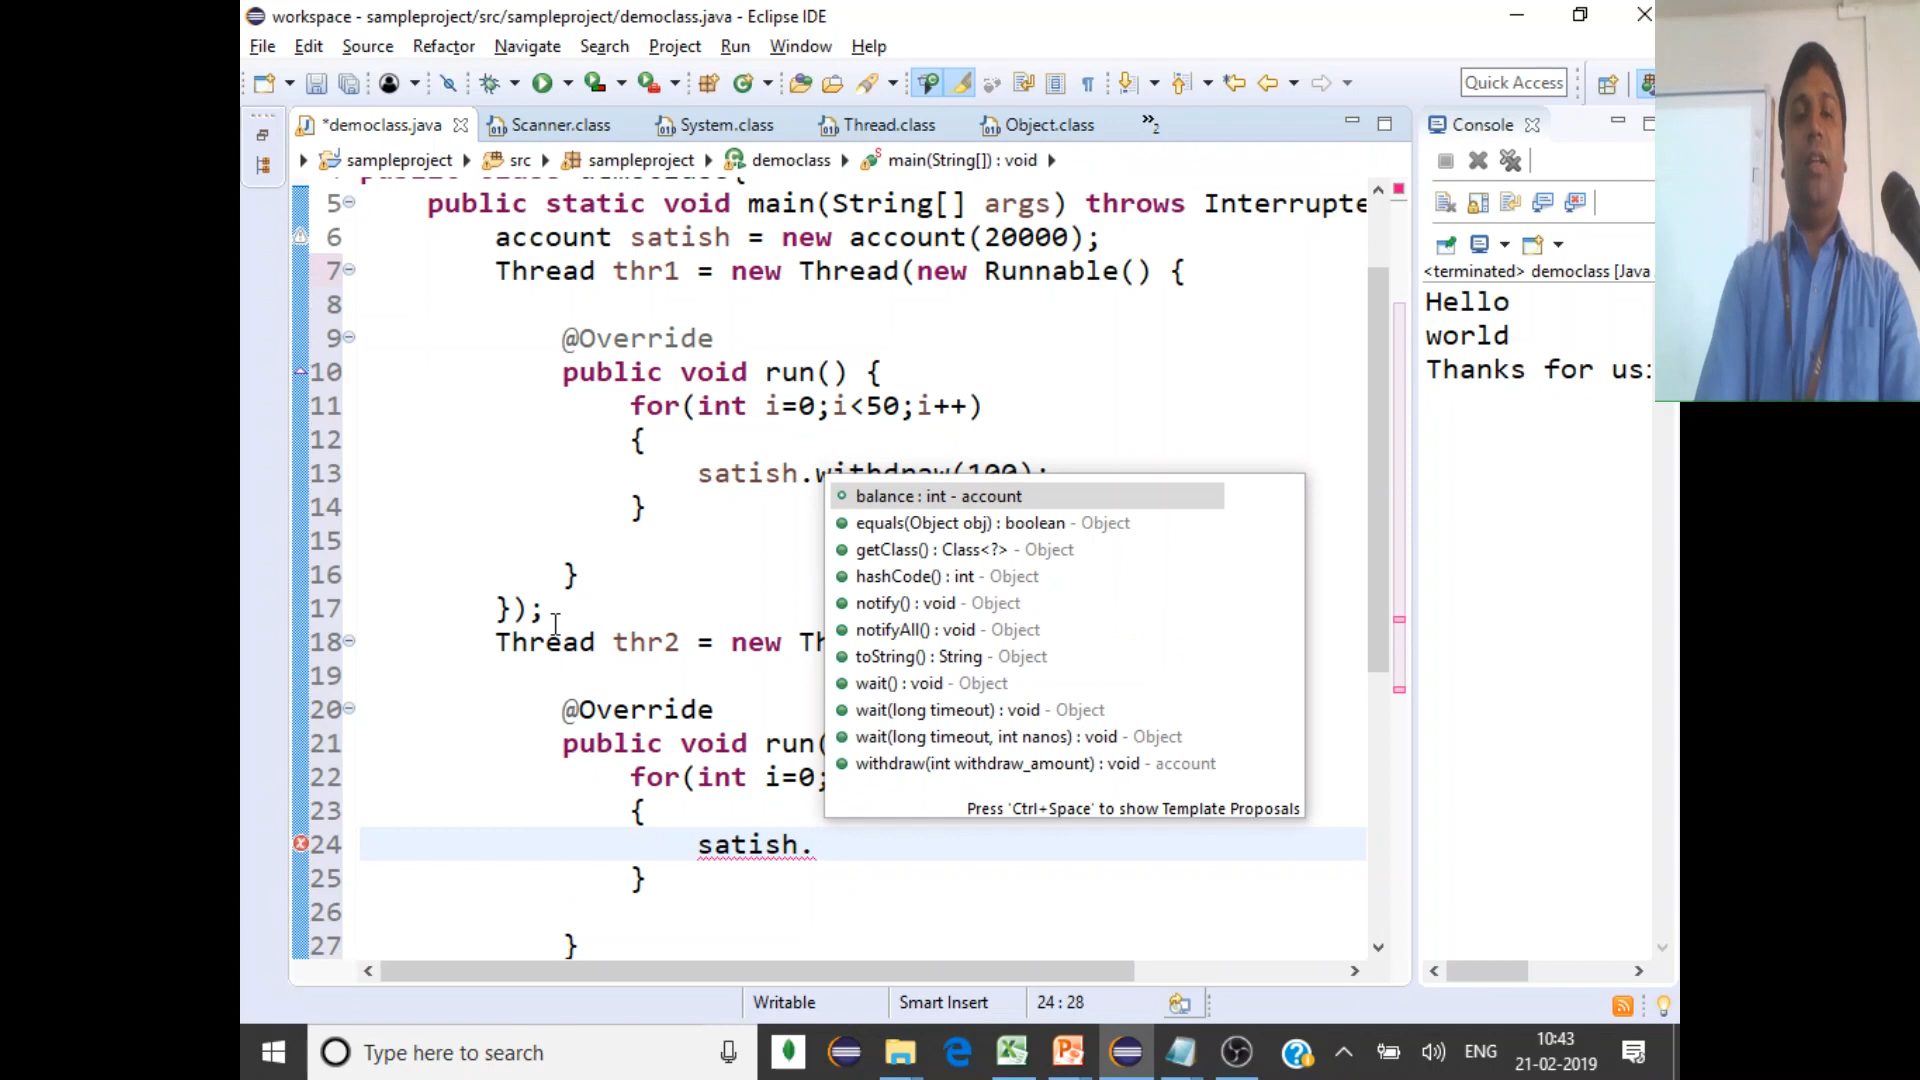 workspace - sampleproject/src/sampleproject/democlass.java - Eclipse IDE
File Edit Source Refactor Navigate Search Project Run Window Help
Quick Access
*democlass.java Scanner.class System.class Thread.class Object.class »2
Console
sampleproject src sampleproject democlass main(String[]) : void
5 public static void main(String[] args) throws Interrupte
6 account satish = new account(20000);
7 Thread thr1 = new Thread(new Runnable() {
8
9 @Override
10 public void run() {
11 for(int i=0;i<50;i++)
12 {
13 satish.withdraw(100);
14 }
15
16 }
17 });
18 Thread thr2 = new Th
19
20 @Override
21 public void run(
22 for(int i=0;
23 {
24 satish.
25 }
26
27 }
balance : int - account
equals(Object obj) : boolean - Object
getClass() : Class<?> - Object
hashCode() : int - Object
notify() : void - Object
notifyAll() : void - Object
toString() : String - Object
wait() : void - Object
wait(long timeout) : void - Object
wait(long timeout, int nanos) : void - Object
withdraw(int withdraw_amount) : void - account
Press 'Ctrl+Space' to show Template Proposals
<terminated> democlass [Java
Hello
world
Thanks for us
Writable Smart Insert 24 : 28
Type here to search
ENG
10:43
21-02-2019